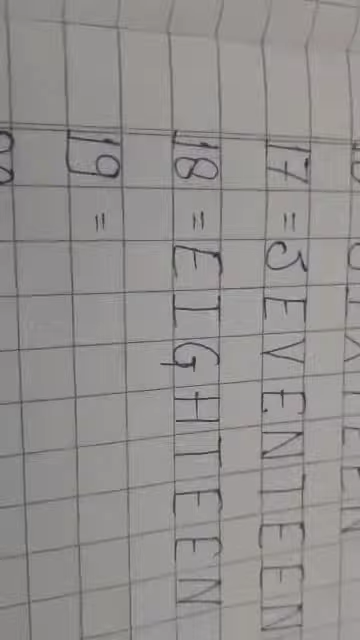 17 = SEVENTEEN
18 = EIGHTEEN
19 =